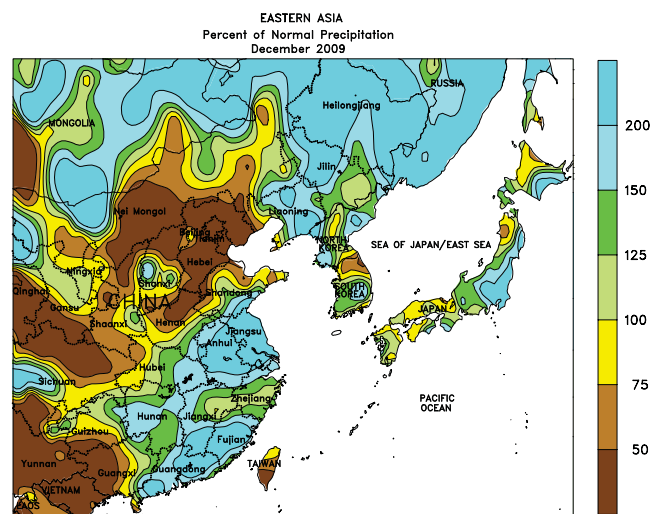 EASTERN ASIA
Percent of Normal Precipitation
December 2009
RUSSIA
Heilongjiang
MONGOLIA
200
Jilin
150
Nei Mongol
Liaoning
Beijing
Tianjin
NORTH
KOREA
SEA OF JAPAN/EAST SEA
125
Hebei
Ningxia
Shanxi
Qinghai
SOUTH
KOREA
Shandong
CHINA
Gansu
JAPAN
100
Shaanxi
Henan
Jiangsu
Anhui
Hubei
75
Sichuan
Zhejiang
PACIFIC
OCEAN
Hunan
Jiangxi
Guizhou
Fujian
50
Yunnan
Guangxi
Guangdong
TAIWAN
VIETNAM
LAOS